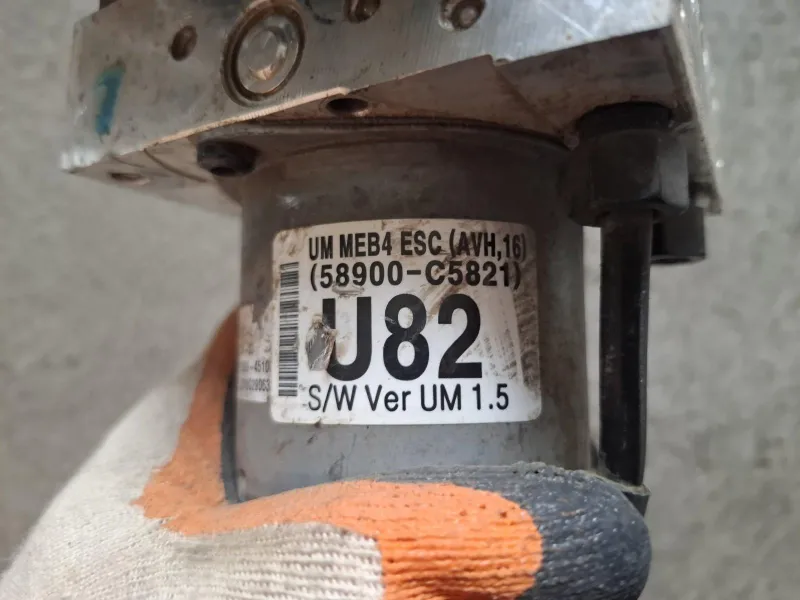 UM MEB4 ESC (AVH,16)
(58900-C5821)
U82
S/W Ver UM 1.5